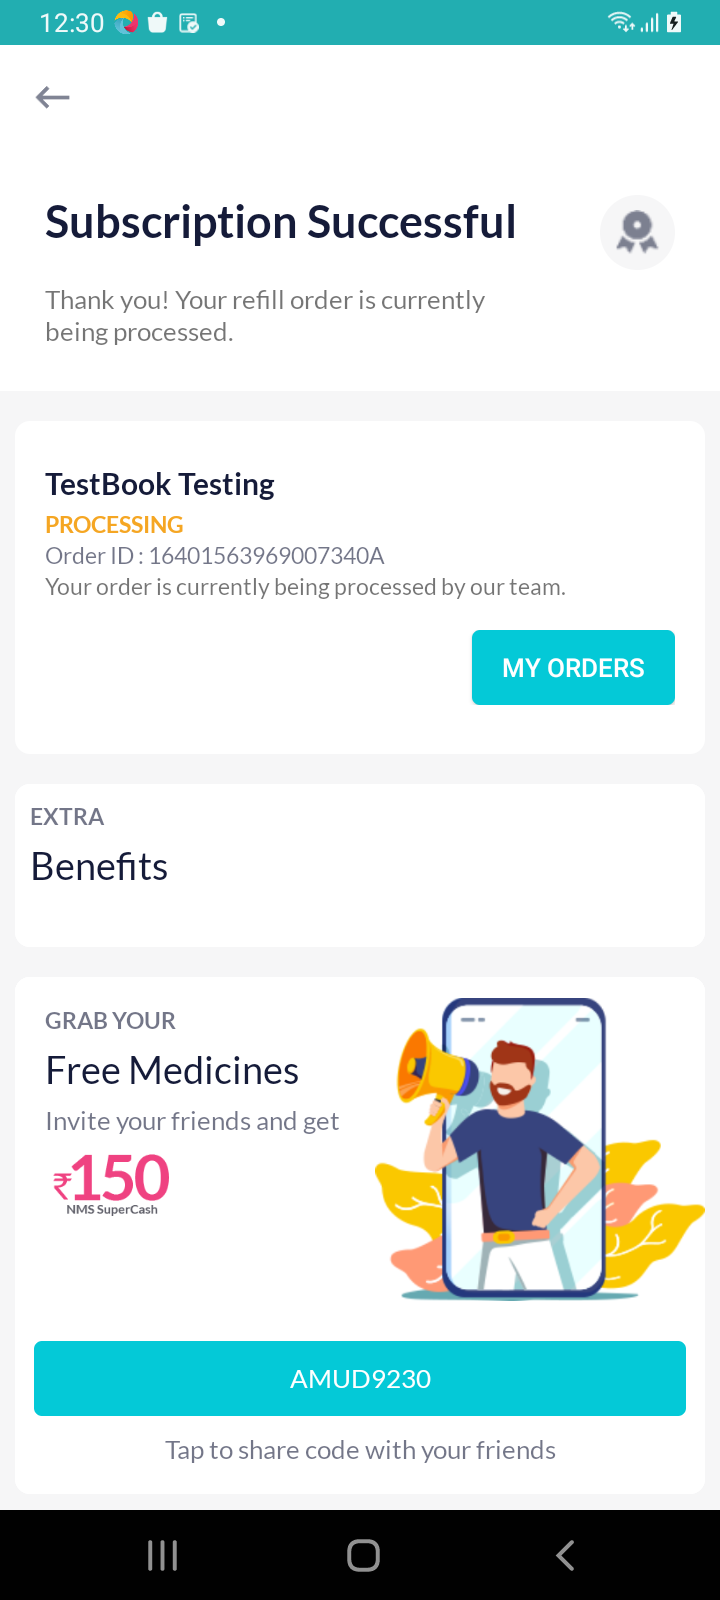 12:30
Subscription Successful
Thank you! Your refill order is currently
being processed.
TestBook Testing
PROCESSING
Order ID : 16401563969007340A
Your order is currently being processed by our team.
MY ORDERS
EXTRA
Benefits
GRAB YOUR
Free Medicines
Invite your friends and get
₹150
NMS SuperCash
AMUD9230
Tap to share code with your friends